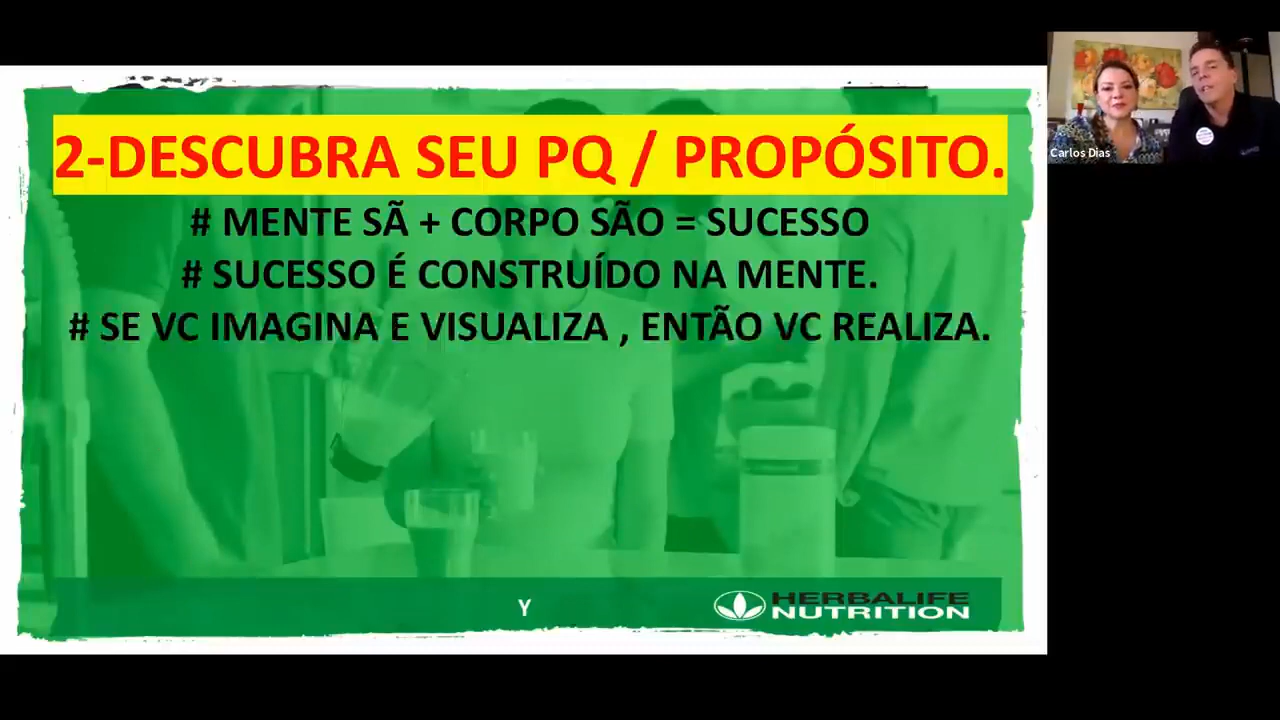 2-DESCUBRA SEU PQ / PROPÓSITO.
# MENTE SÃ + CORPO SÃO = SUCESSO
# SUCESSO É CONSTRUÍDO NA MENTE.
# SE VC IMAGINA E VISUALIZA , ENTÃO VC REALIZA.
Y
HERBALIFE
NUTRITION
Carlos Dias